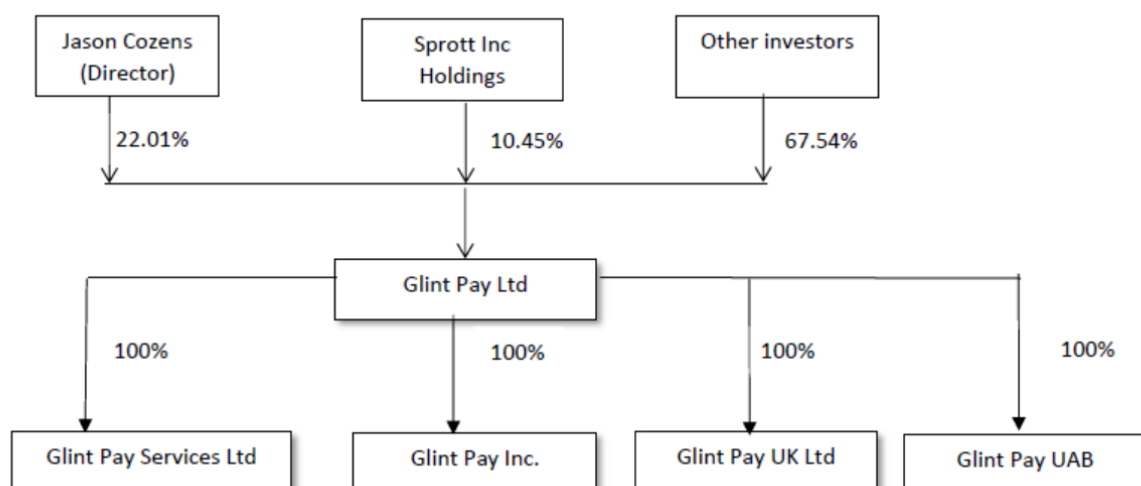 Jason Cozens
(Director)
Sprott Inc
Holdings
Other investors
22.01%
10.45%
67.54%
Glint Pay Ltd
100%
100%
100%
100%
Glint Pay Services Ltd
Glint Pay Inc.
Glint Pay UK Ltd
Glint Pay UAB